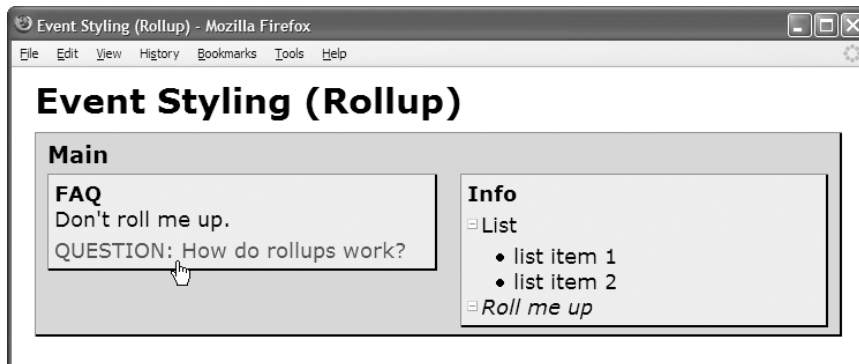 Event Styling (Rollup) - Mozilla Firefox
File Edit View History Bookmarks Tools Help
Event Styling (Rollup)
Main
FAQ
Don't roll me up.
QUESTION: How do rollups work?
Info
List
• list item 1
• list item 2
Roll me up